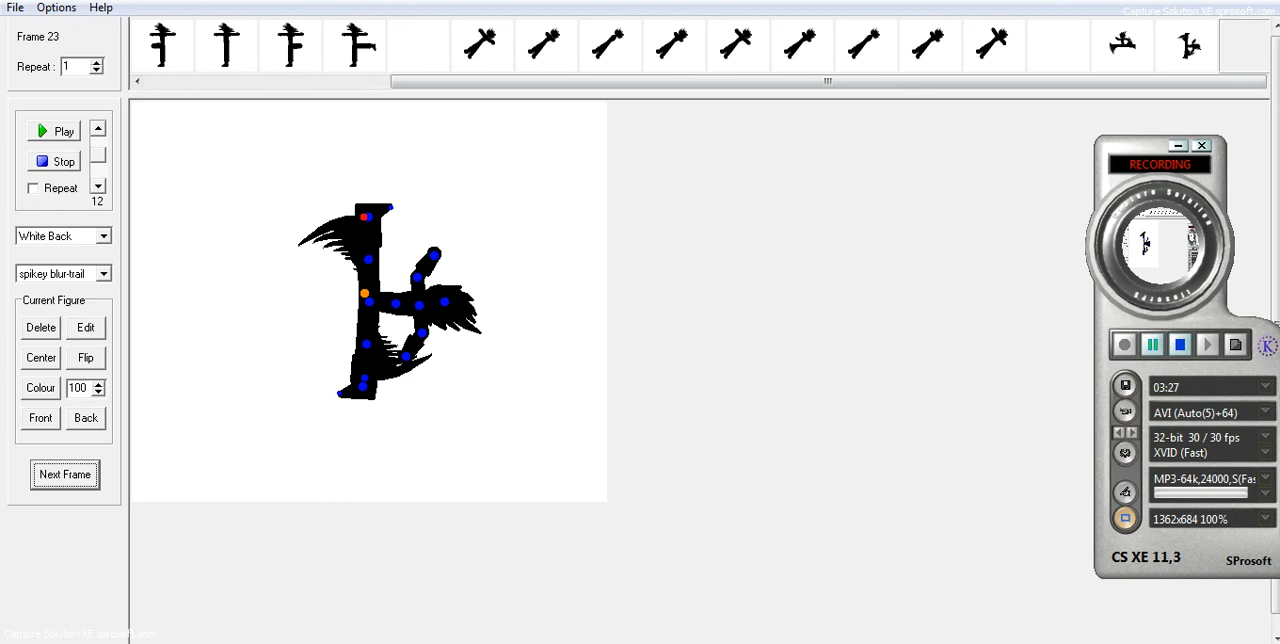 File Options Help
Capture Solution XE sprosoft.com
Frame 23
Repeat : 1
Play
Stop
Repeat
12
White Back
spikey blur-trail
Current Figure
Delete Edit
Center Flip
Colour 100
Front Back
Next Frame
RECORDING
Capture Solution
SProsoft
K
03:27
AVI (Auto(5)+64)
32-bit 30 / 30 fps
XVID (Fast)
MP3-64k,24000,S(Fas
1362x684 100%
CS XE 11,3
SProsoft
Capture Solution XE sprosoft.com